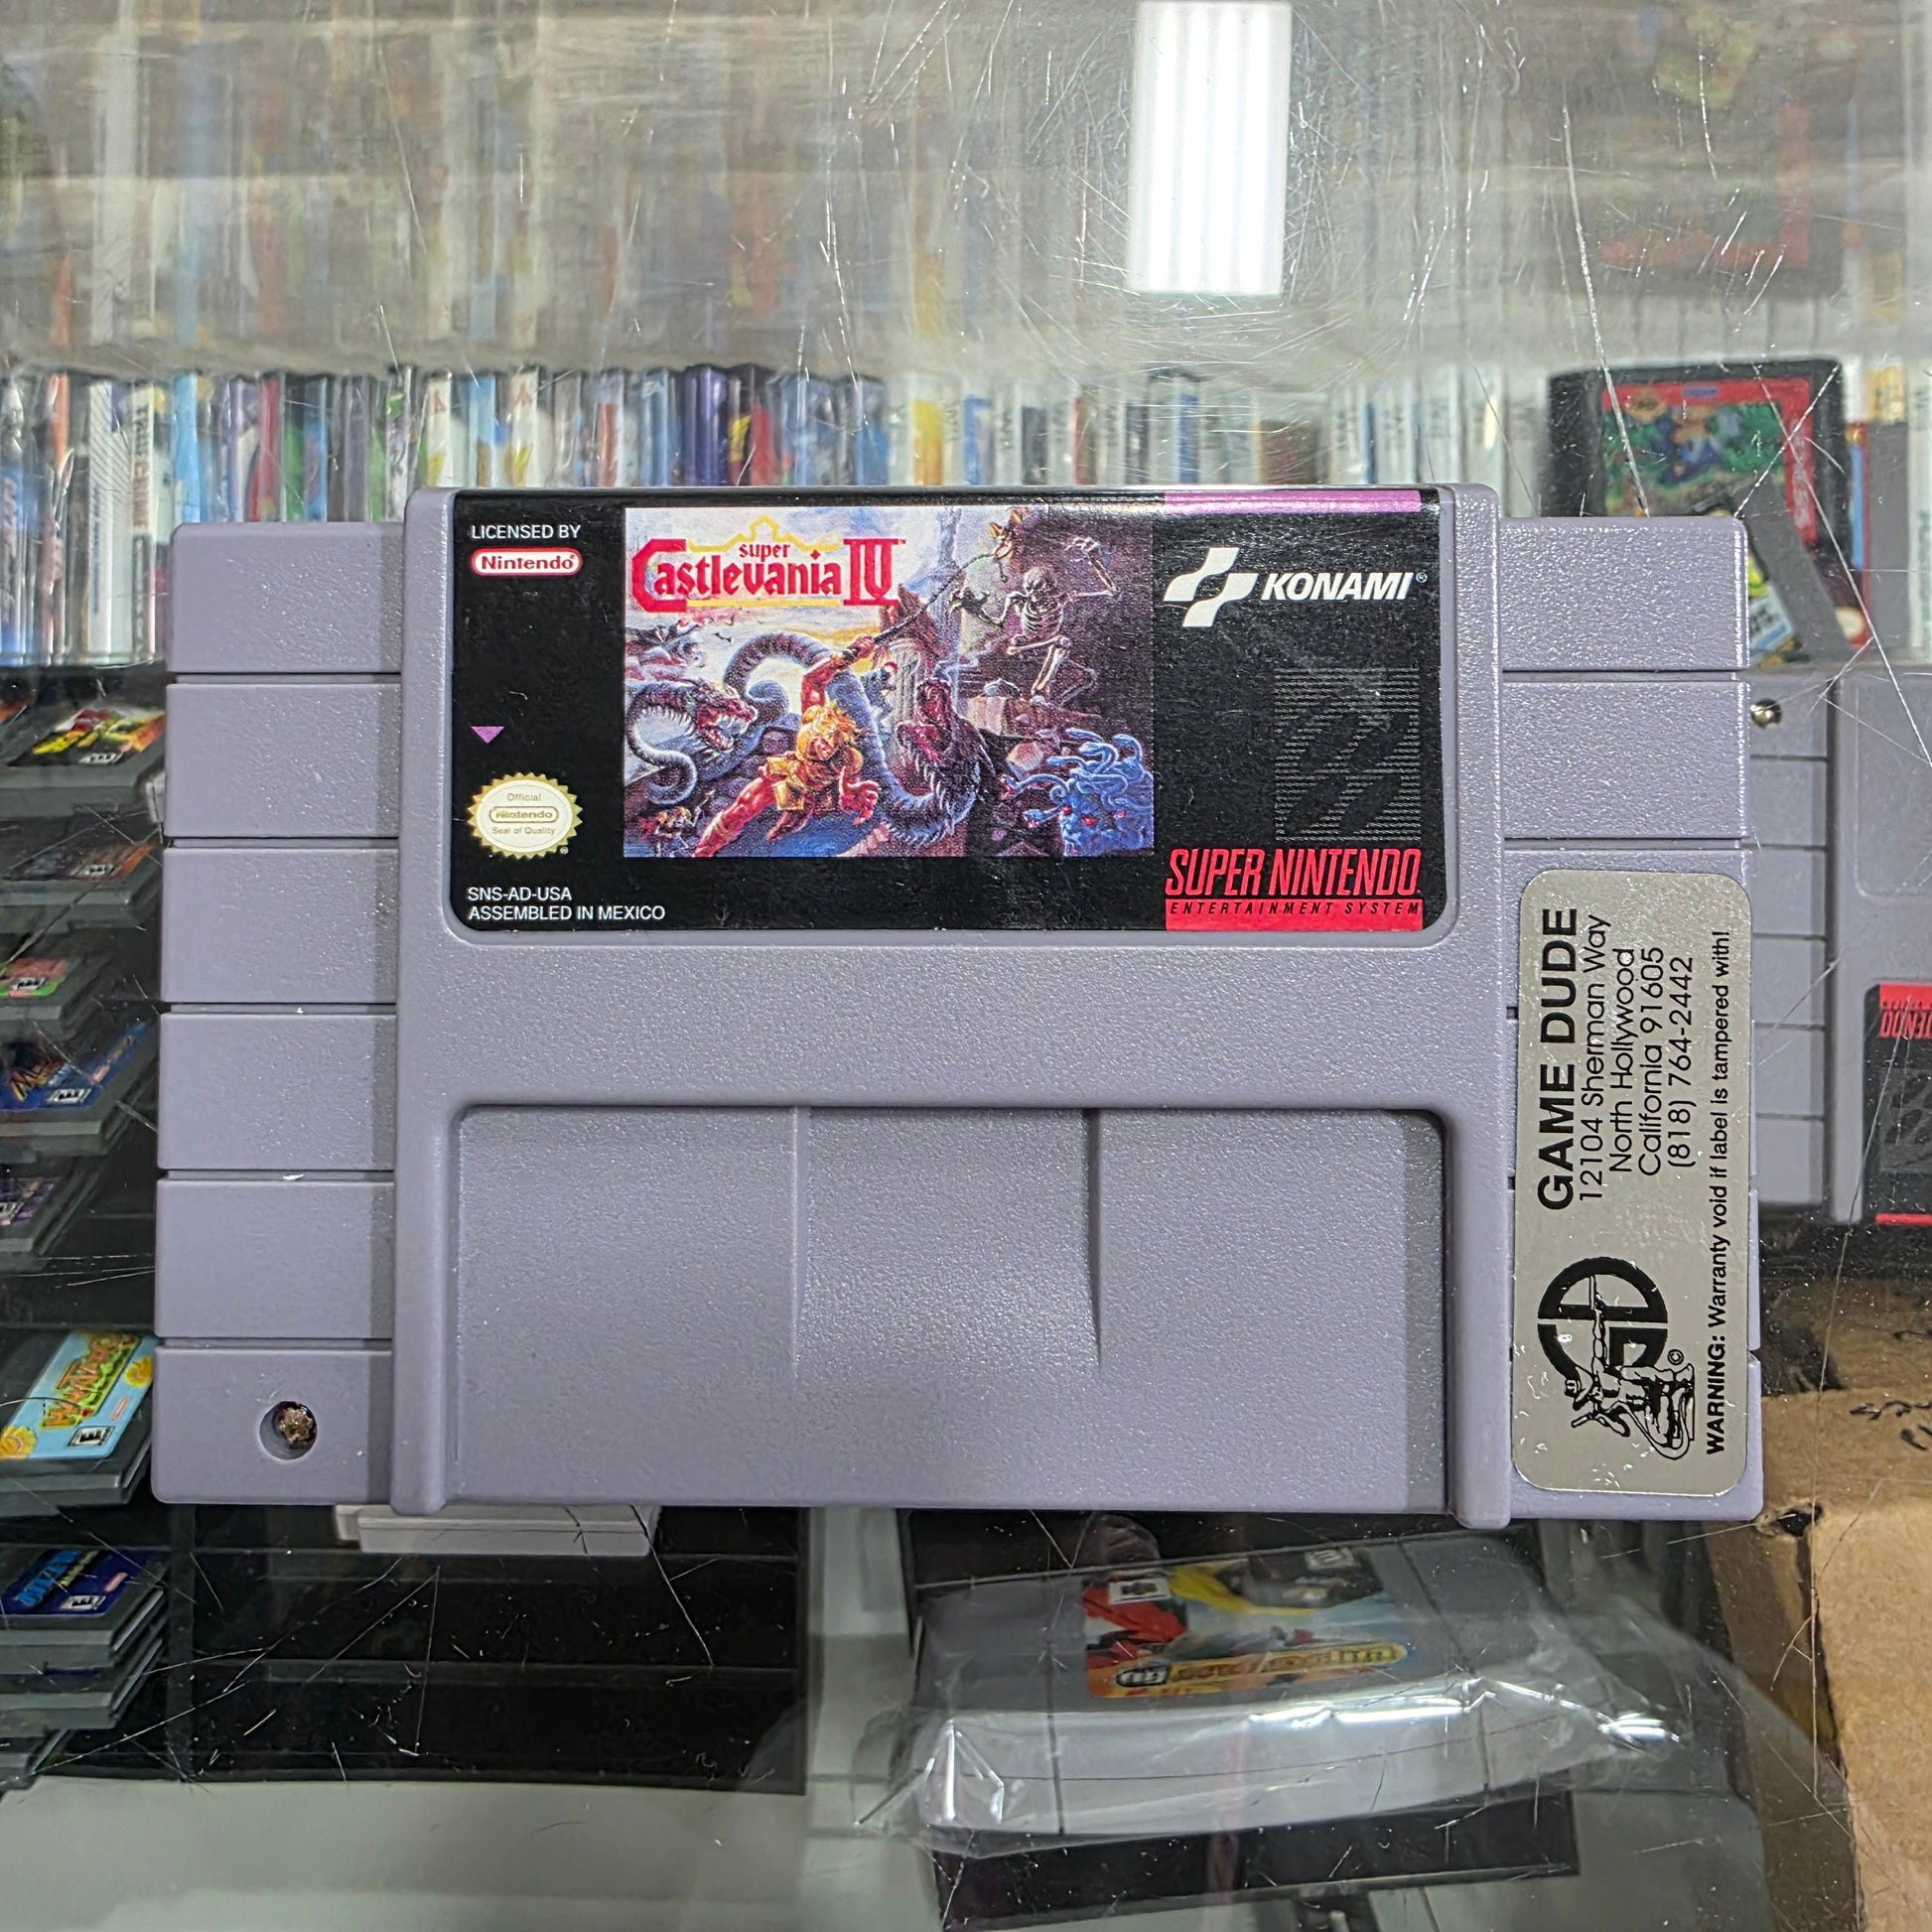 LICENSED BY
Nintendo®
super
Castlevania IV™
KONAMI®
Official
Nintendo
Seal of Quality
SNS-AD-USA
ASSEMBLED IN MEXICO
SUPER NINTENDO
ENTERTAINMENT SYSTEM
GAME DUDE
12104 Sherman Way
North Hollywood
California 91605
(818) 764-2442
WARNING: Warranty void if label is tampered with!
©